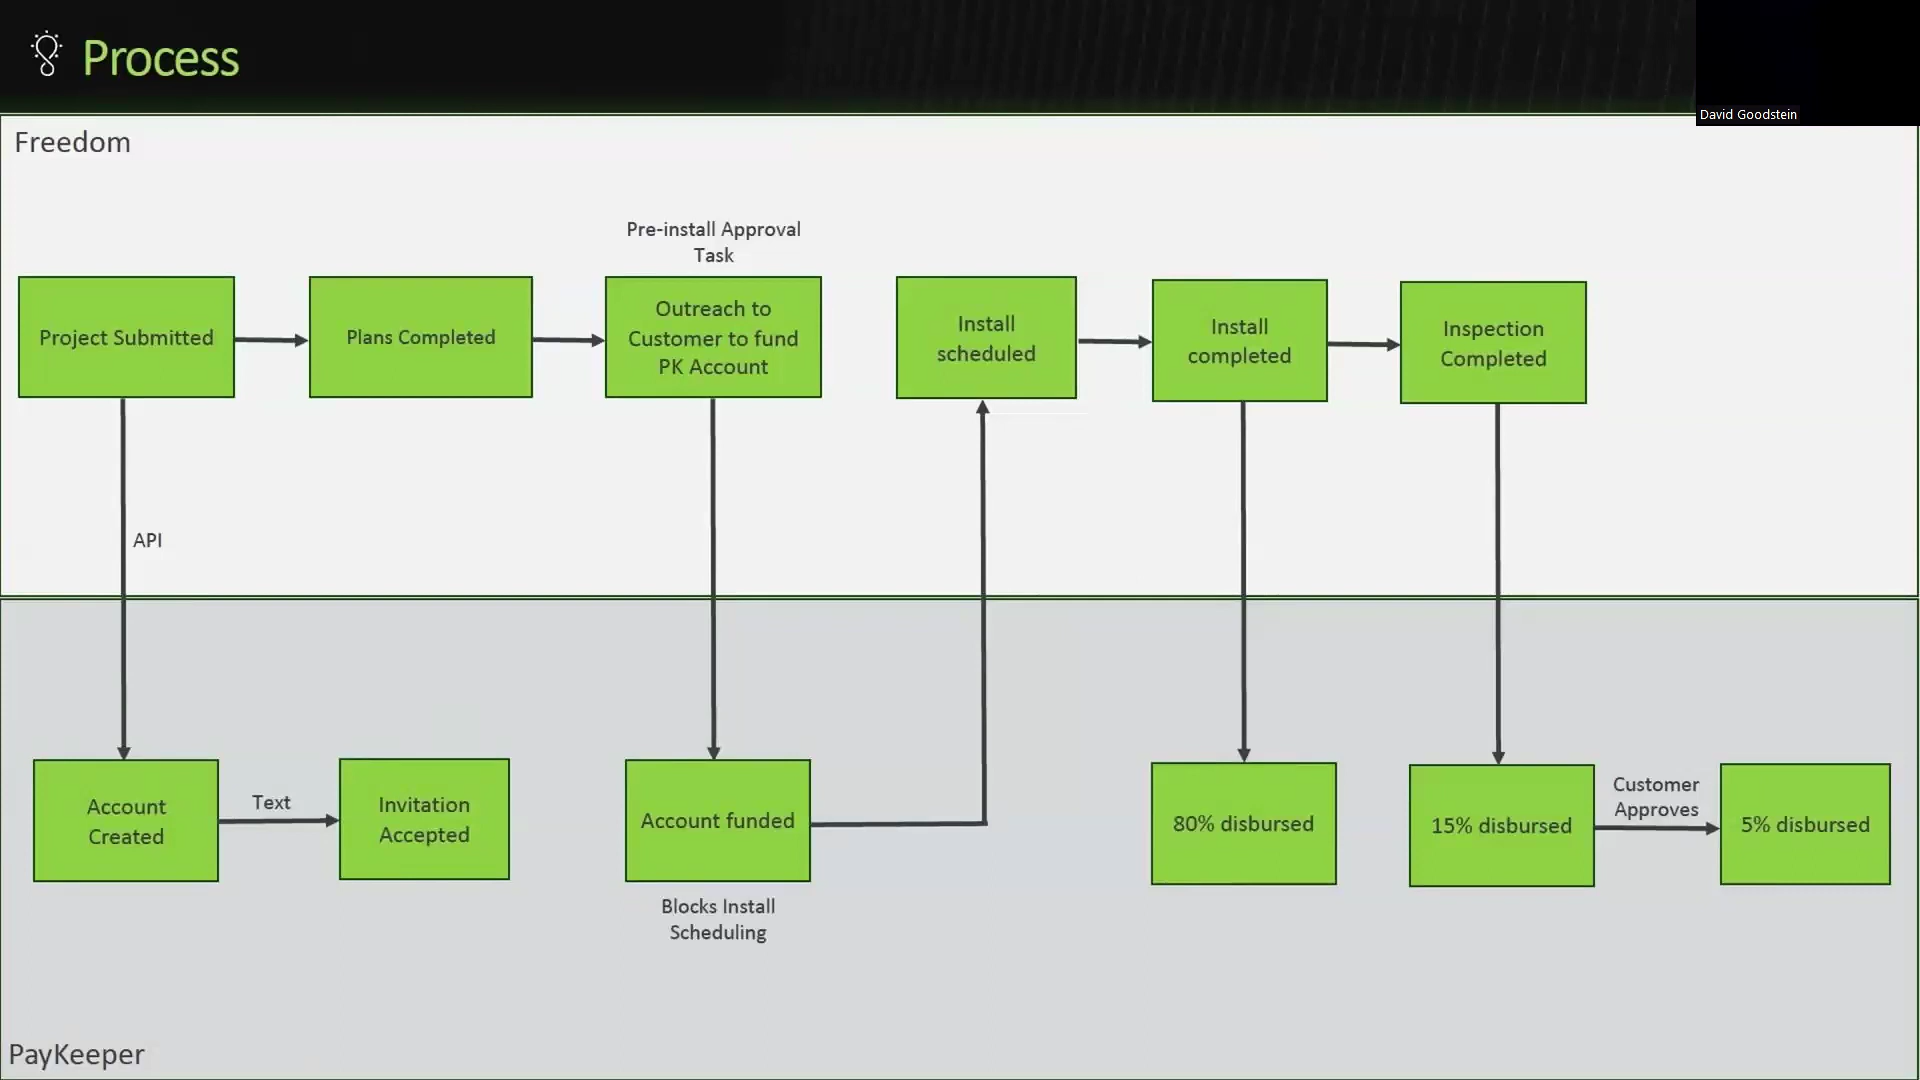 Process
David Goodstein
Freedom
Pre-install Approval
Task
Project Submitted
Plans Completed
Outreach to
Customer to fund
PK Account
Install
scheduled
Install
completed
Inspection
Completed
API
Account
Created
Text
Invitation
Accepted
Account funded
Blocks Install
Scheduling
80% disbursed
15% disbursed
Customer
Approves
5% disbursed
PayKeeper